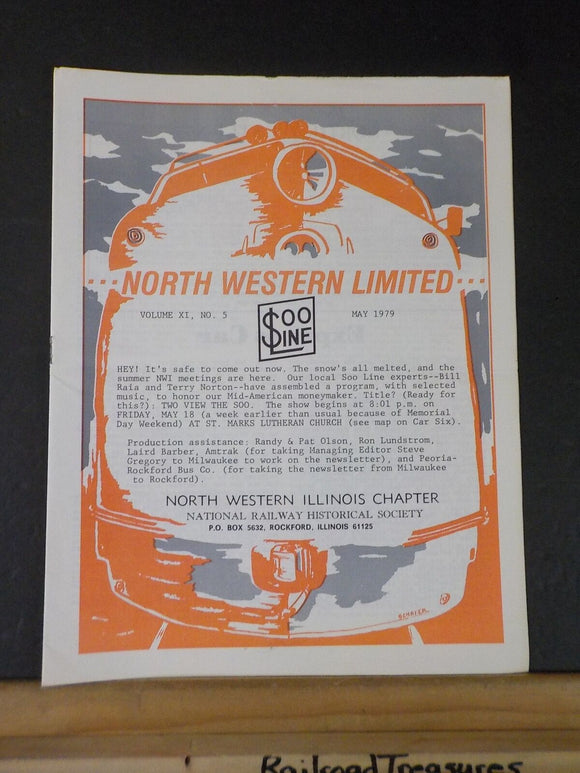 ···NORTH WESTERN LIMITED···
VOLUME XI, NO. 5 MAY 1979
SOO
LINE
HEY! It's safe to come out now. The snow's all melted, and the
summer NWI meetings are here. Our local Soo Line experts--Bill
Raia and Terry Norton--have assembled a program, with selected
music, to honor our Mid-American moneymaker. Title? (Ready for
this?): TWO VIEW THE SOO. The show begins at 8:01 p.m. on
FRIDAY, MAY 18 (a week earlier than usual because of Memorial
Day Weekend) AT ST. MARKS LUTHERAN CHURCH (see map on Car Six).
Production assistance: Randy & Pat Olson, Ron Lundstrom,
Laird Barber, Amtrak (for taking Managing Editor Steve
Gregory to Milwaukee to work on the newsletter), and Peoria-
Rockford Bus Co. (for taking the newsletter from Milwaukee
to Rockford).
NORTH WESTERN ILLINOIS CHAPTER
NATIONAL RAILWAY HISTORICAL SOCIETY
P.O. BOX 5632, ROCKFORD, ILLINOIS 61125
Railroad Treasures